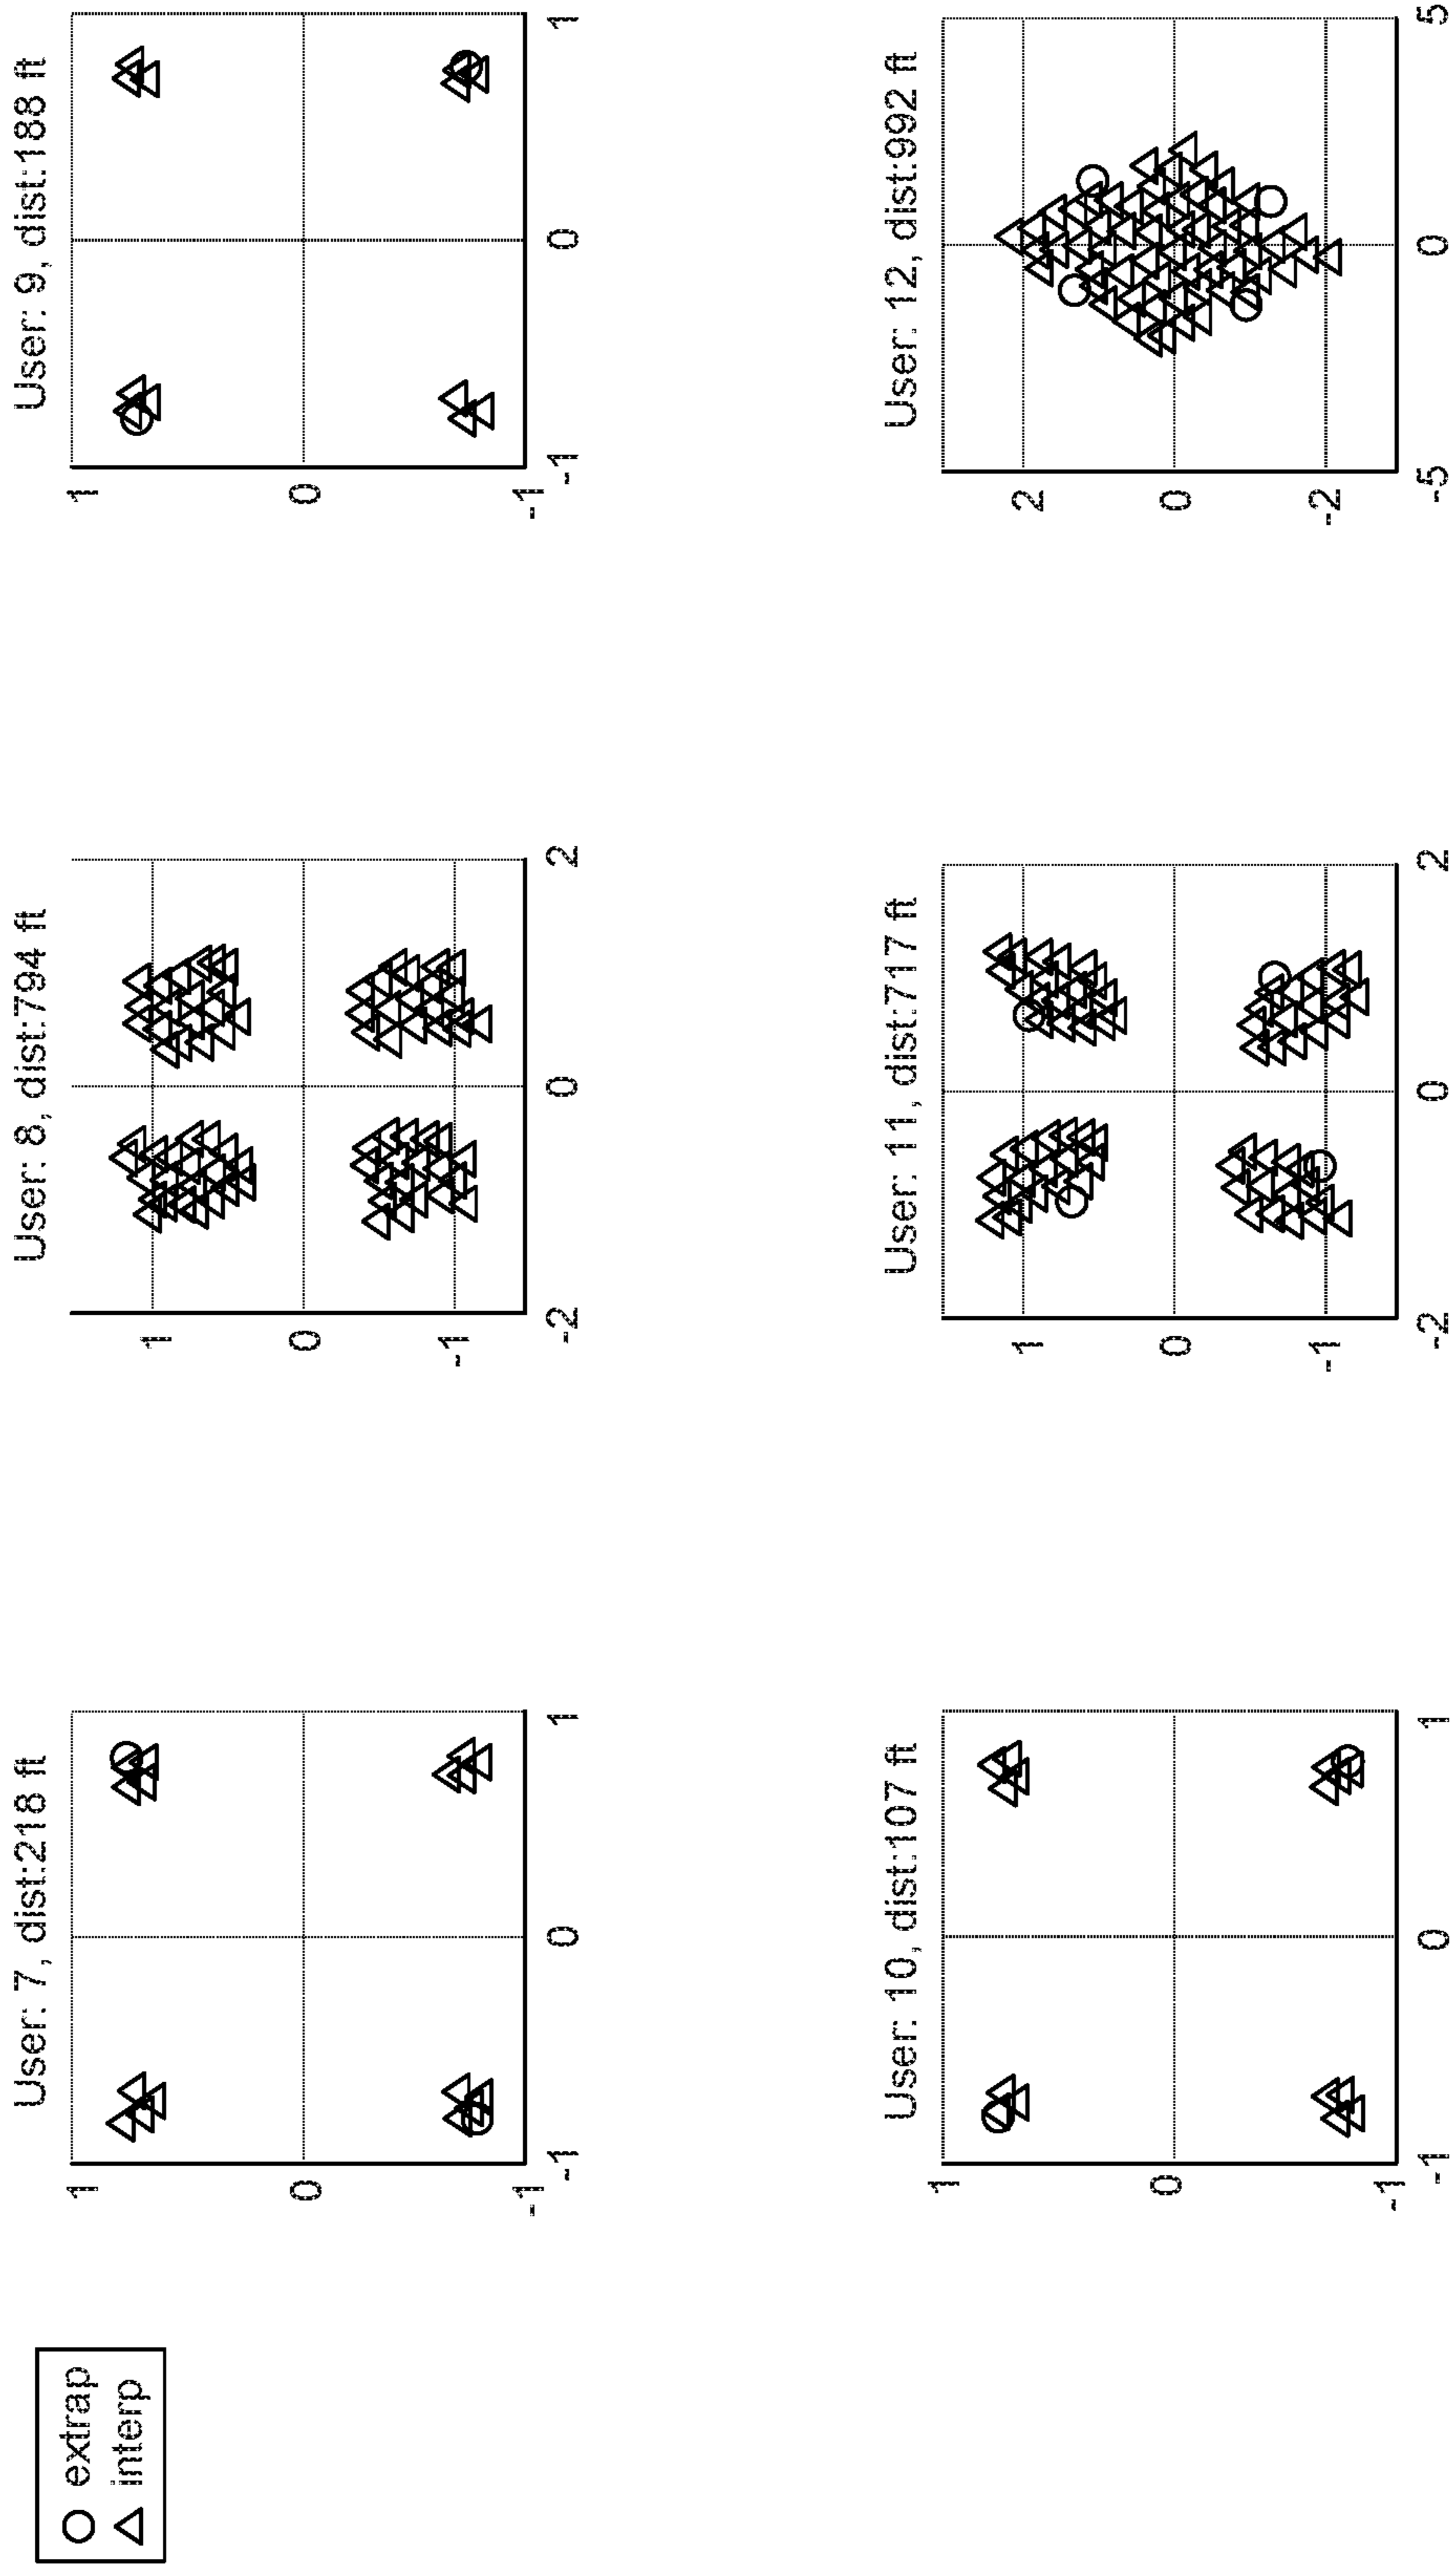 extrap
interp
User: 7, dist:218 ft
1
0
-1
-1 0 1
User: 8, dist:794 ft
1
0
-1
-2 0 2
User: 9, dist:188 ft
1
0
-1
-1 0 1
User: 10, dist:107 ft
1
0
-1
-1 0 1
User: 11, dist:717 ft
1
0
-1
-2 0 2
User: 12, dist:992 ft
2
0
-2
-5 0 5